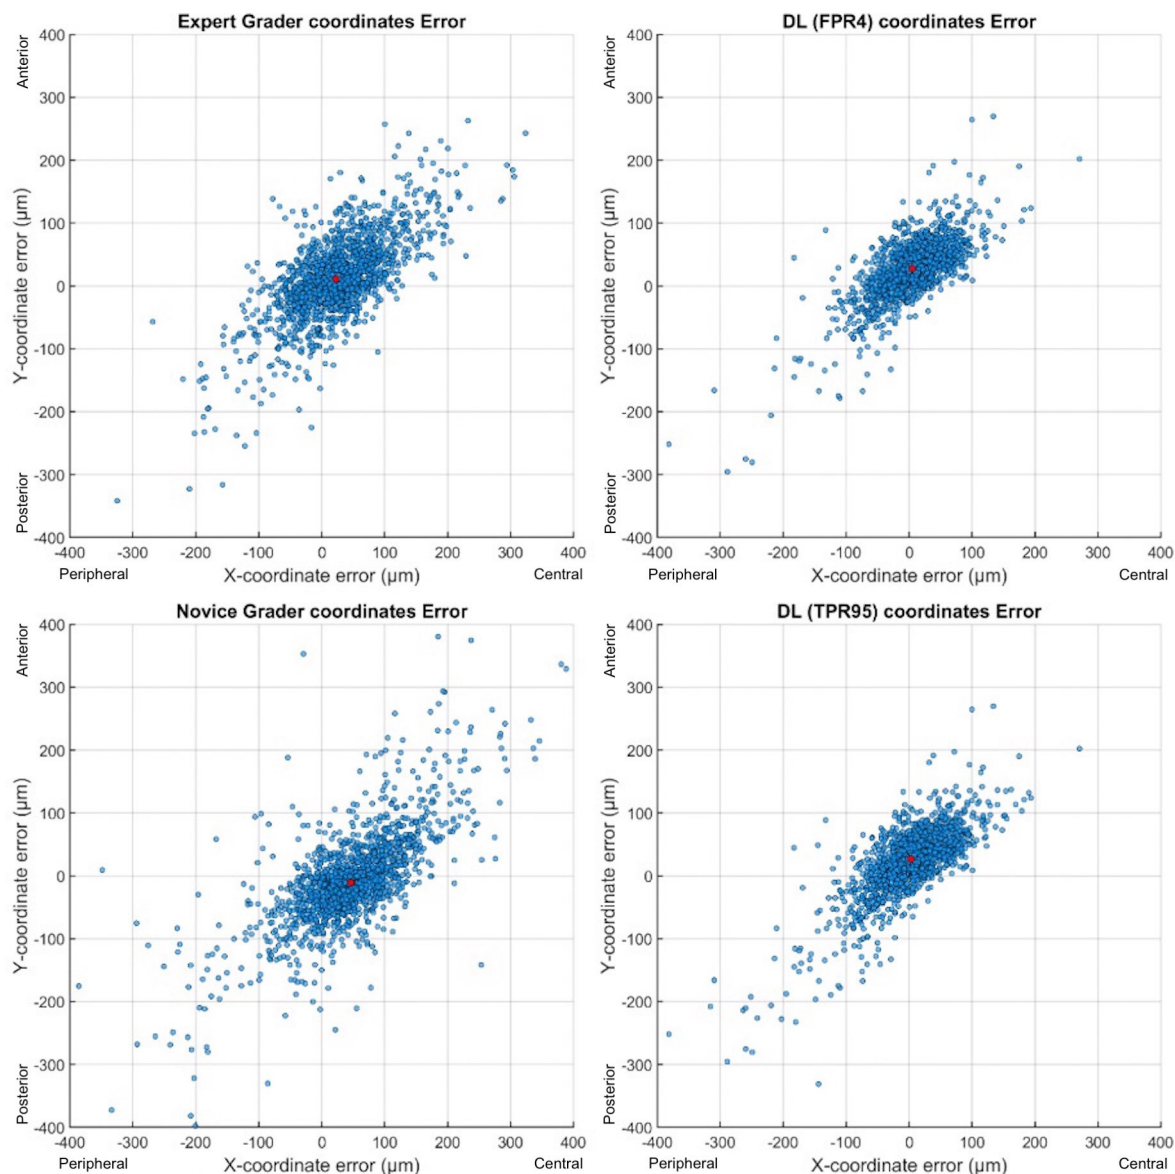 Expert Grader coordinates Error
400
300
200
100
0
-100
-200
-300
-400
Anterior
Y-coordinate error (µm)
Posterior
-400 -300 -200 -100 0 100 200 300 400
Peripheral X-coordinate error (µm) Central
DL (FPR4) coordinates Error
400
300
200
100
0
-100
-200
-300
-400
Anterior
Y-coordinate error (µm)
Posterior
-400 -300 -200 -100 0 100 200 300 400
Peripheral X-coordinate error (µm) Central
Novice Grader coordinates Error
400
300
200
100
0
-100
-200
-300
-400
Anterior
Y-coordinate error (µm)
Posterior
-400 -300 -200 -100 0 100 200 300 400
Peripheral X-coordinate error (µm) Central
DL (TPR95) coordinates Error
400
300
200
100
0
-100
-200
-300
-400
Anterior
Y-coordinate error (µm)
Posterior
-400 -300 -200 -100 0 100 200 300 400
Peripheral X-coordinate error (µm) Central